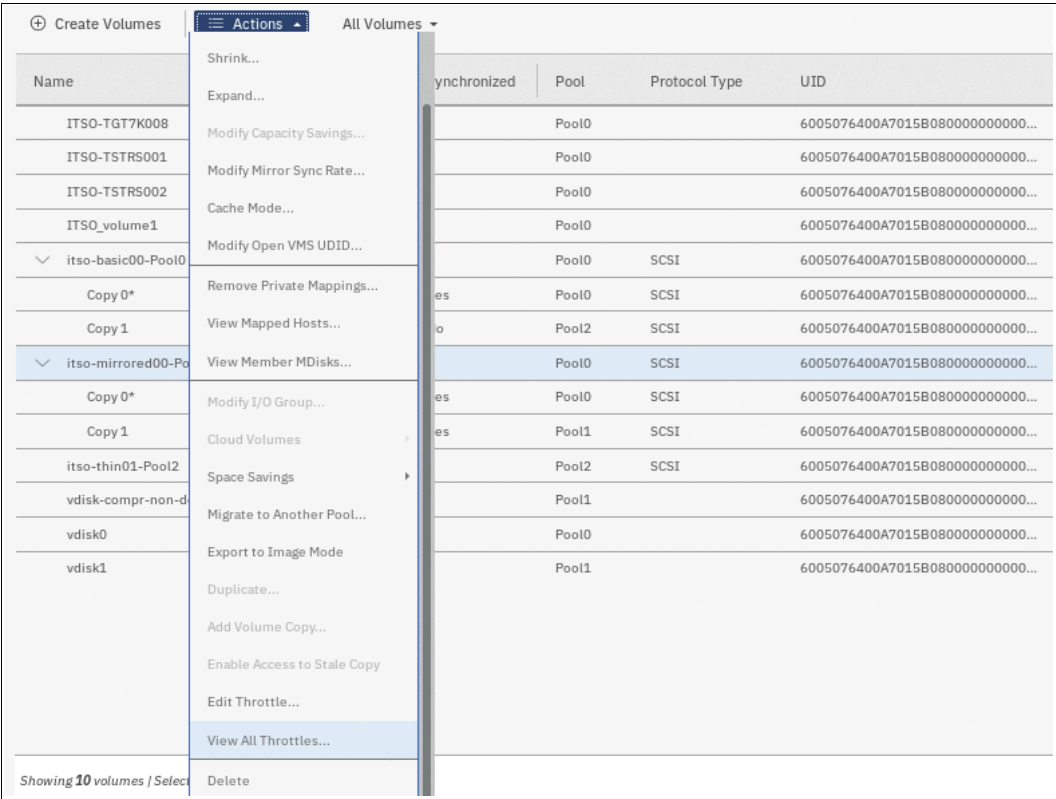 Create Volumes Actions All Volumes
Name ynchronized Pool Protocol Type UID
ITSO-TGT7K008 Pool0 6005076400A7015B080000000000...
ITSO-TSTRS001 Pool0 6005076400A7015B080000000000...
ITSO-TSTRS002 Pool0 6005076400A7015B080000000000...
ITSO_volume1 Pool0 6005076400A7015B080000000000...
itso-basic00-Pool0 Pool0 SCSI 6005076400A7015B080000000000...
Copy 0* es Pool0 SCSI 6005076400A7015B080000000000...
Copy 1 o Pool2 SCSI 6005076400A7015B080000000000...
itso-mirrored00-Po Pool0 SCSI 6005076400A7015B080000000000...
Copy 0* es Pool0 SCSI 6005076400A7015B080000000000...
Copy 1 es Pool1 SCSI 6005076400A7015B080000000000...
itso-thin01-Pool2 Pool2 SCSI 6005076400A7015B080000000000...
vdisk-compr-non-d Pool1 6005076400A7015B080000000000...
vdisk0 Pool0 6005076400A7015B080000000000...
vdisk1 Pool1 6005076400A7015B080000000000...
Shrink...
Expand...
Modify Capacity Savings...
Modify Mirror Sync Rate...
Cache Mode...
Modify Open VMS UDID...
Remove Private Mappings...
View Mapped Hosts...
View Member MDisks...
Modify I/O Group...
Cloud Volumes
Space Savings
Migrate to Another Pool...
Export to Image Mode
Duplicate...
Add Volume Copy...
Enable Access to Stale Copy
Edit Throttle...
View All Throttles...
Delete
Showing 10 volumes | Select